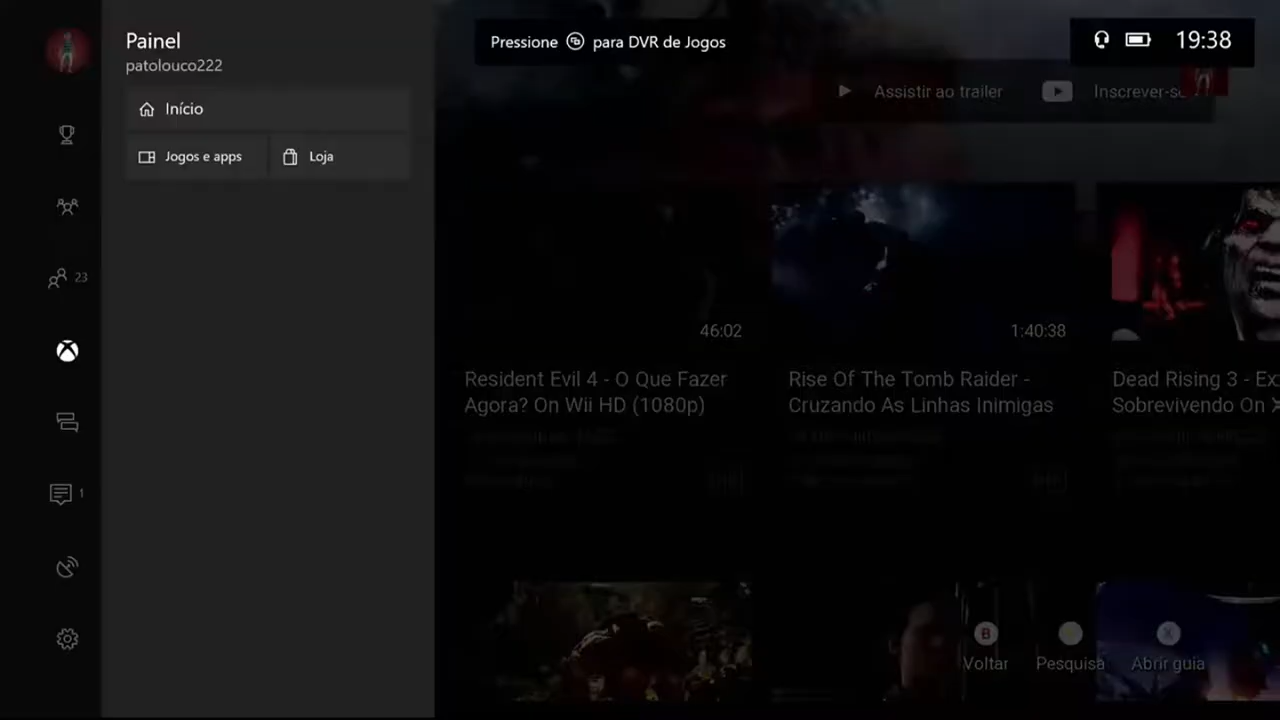 Painel
patolouco222
Início
Jogos e apps
Loja
23
1
Pressione para DVR de Jogos
19:38
Assistir ao trailer
Inscrever-se
46:02
1:40:38
Resident Evil 4 - O Que Fazer
Agora? On Wii HD (1080p)
Rise Of The Tomb Raider -
Cruzando As Linhas Inimigas
Dead Rising 3 -
Sobrevivendo On
B
Voltar
Pesquisa
X
Abrir guia